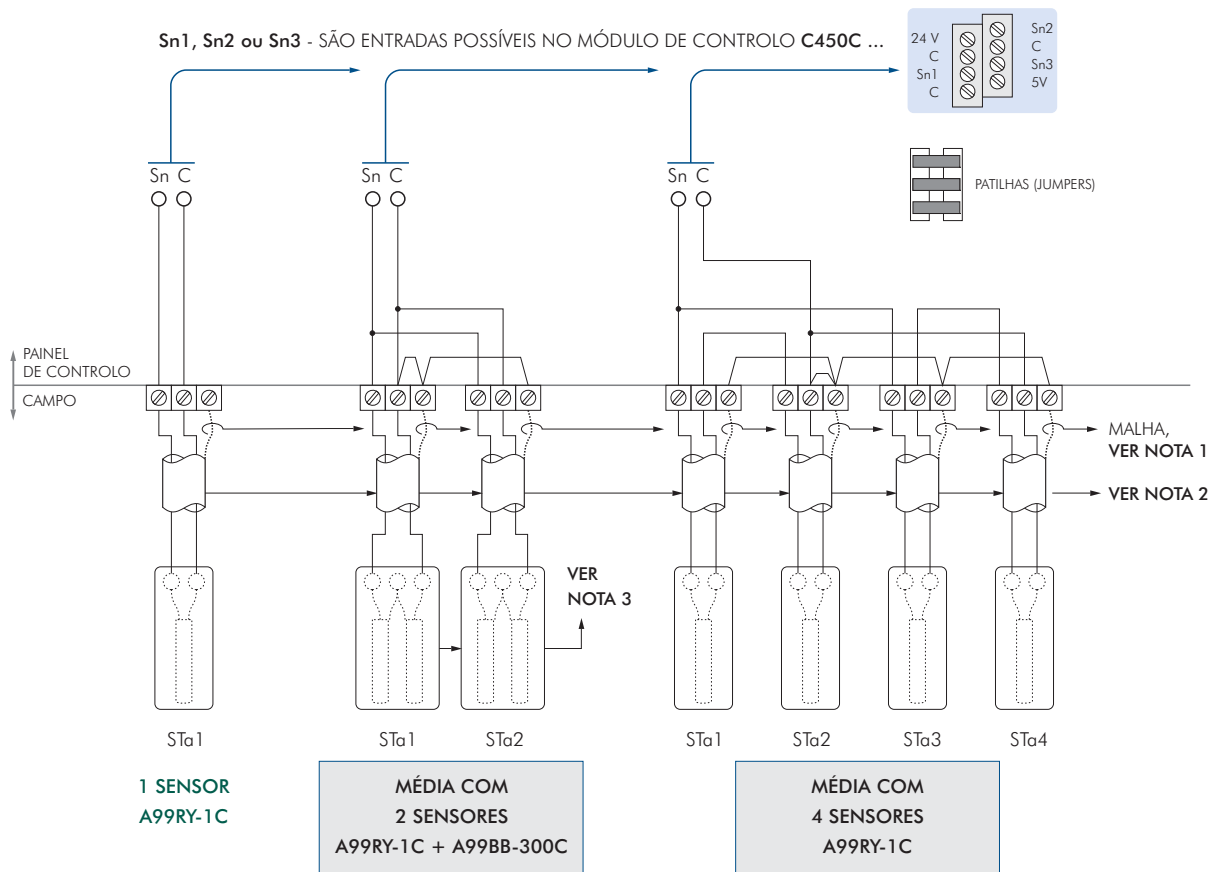 Sn1, Sn2 ou Sn3 - SÃO ENTRADAS POSSÍVEIS NO MÓDULO DE CONTROLO C450C ...
24 V
C
Sn1
C
Sn2
C
Sn3
5V
Sn C
Sn C
Sn C
PATILHAS (JUMPERS)
PAINEL
DE CONTROLO
CAMPO
MALHA,
VER NOTA 1
VER NOTA 2
VER
NOTA 3
STa1
STa1
STa2
STa1
STa2
STa3
STa4
1 SENSOR
A99RY-1C
MÉDIA COM
2 SENSORES
A99RY-1C + A99BB-300C
MÉDIA COM
4 SENSORES
A99RY-1C